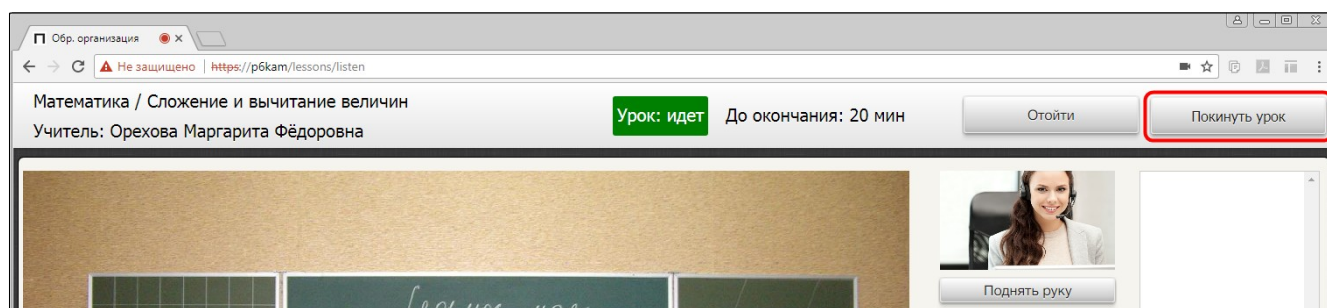 Обр. организация
Не защищено | https://p6kam/lessons/listen
Математика / Сложение и вычитание величин
Учитель: Орехова Маргарита Фёдоровна
Урок: идет
До окончания: 20 мин
Отойти
Покинуть урок
Поднять руку